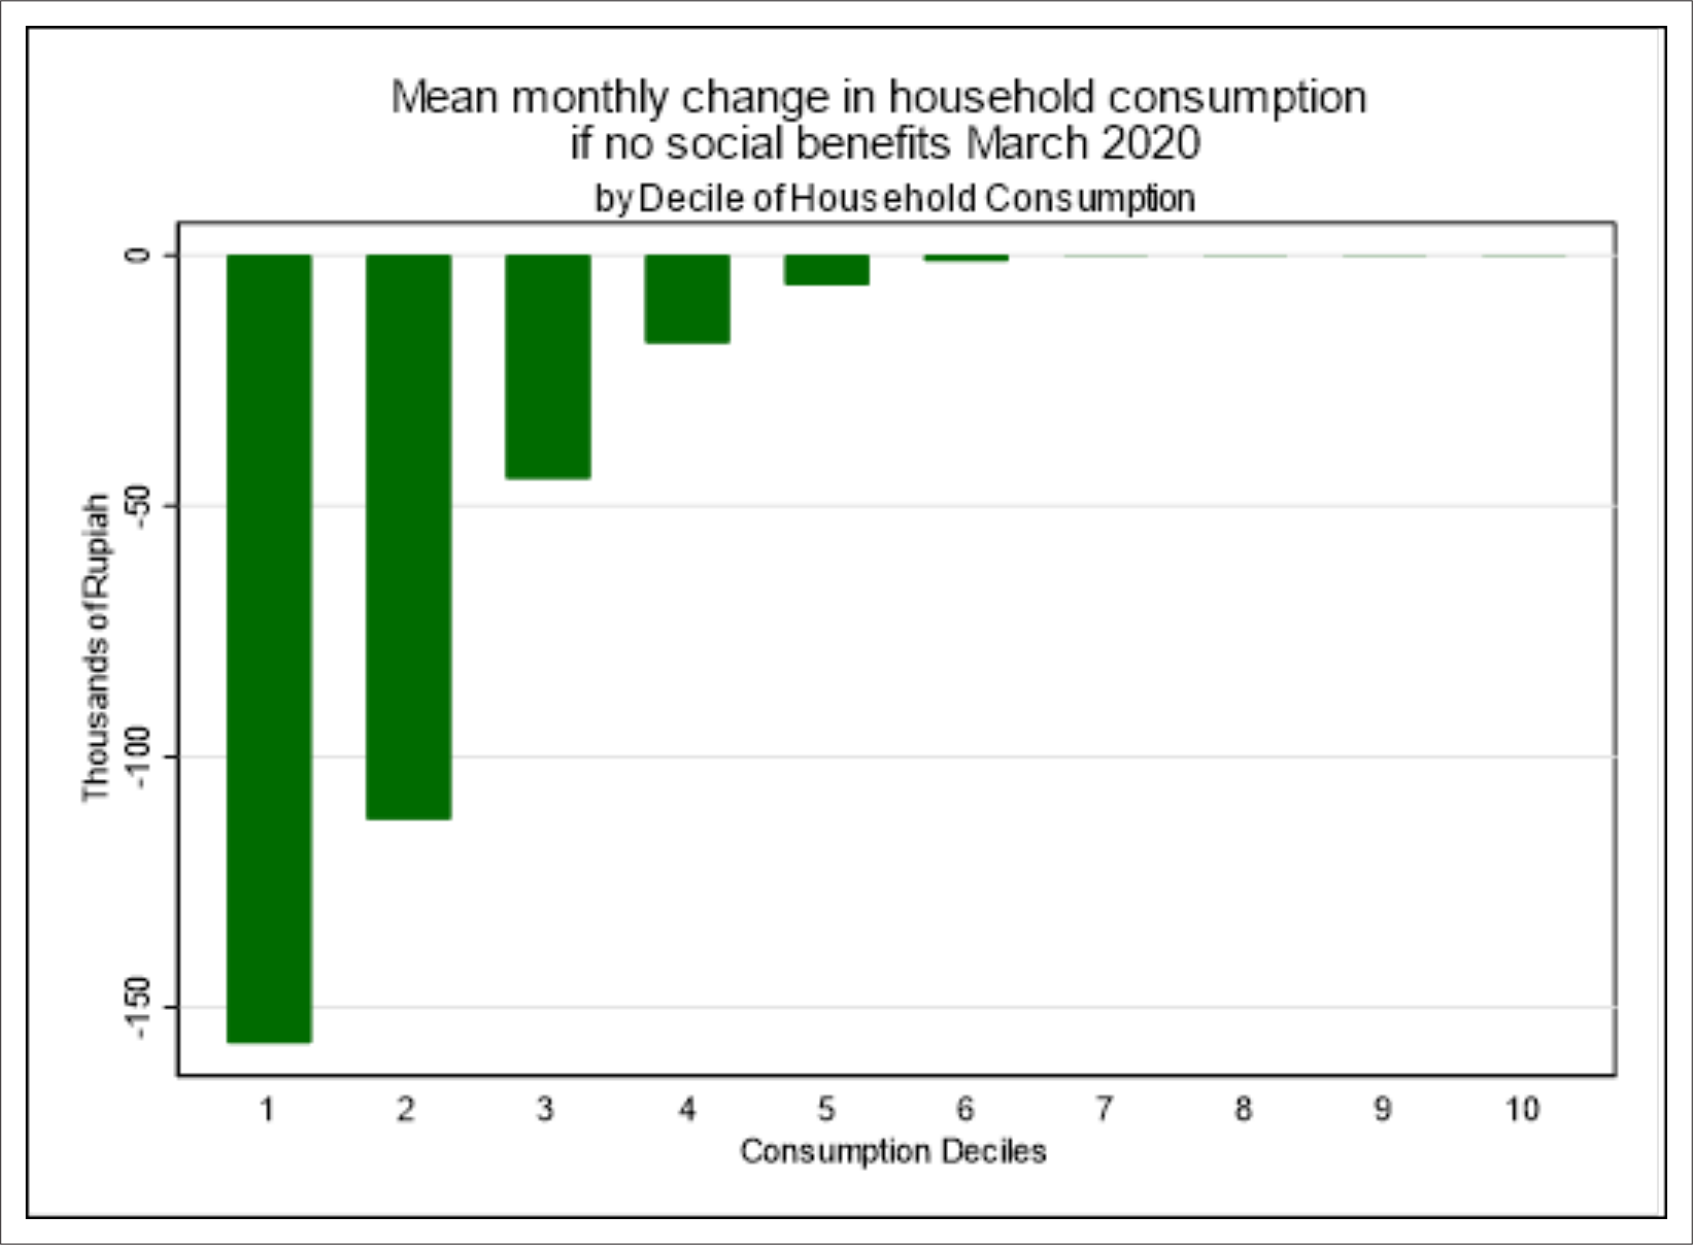 Mean monthly change in household consumption
if no social benefits March 2020
by Decile of Household Consumption
0
-50
-100
-150
Thousands of Rupiah
1 2 3 4 5 6 7 8 9 10
Consumption Deciles